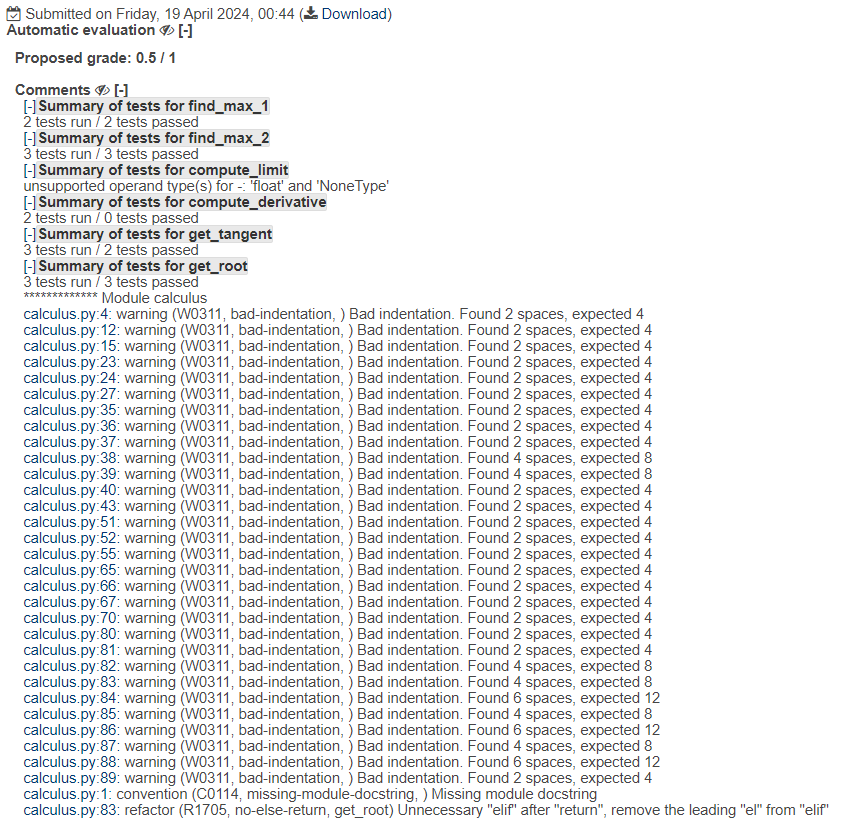 Submitted on Friday, 19 April 2024, 00:44 (Download)
Automatic evaluation [-]
Proposed grade: 0.5 / 1
Comments [-]
[-]Summary of tests for find_max_1
2 tests run / 2 tests passed
[-]Summary of tests for find_max_2
3 tests run / 3 tests passed
[-]Summary of tests for compute_limit
unsupported operand type(s) for -: 'float' and 'NoneType'
[-]Summary of tests for compute_derivative
2 tests run / 0 tests passed
[-]Summary of tests for get_tangent
3 tests run / 2 tests passed
[-]Summary of tests for get_root
3 tests run / 3 tests passed
************* Module calculus
calculus.py:4: warning (W0311, bad-indentation, ) Bad indentation. Found 2 spaces, expected 4
calculus.py:12: warning (W0311, bad-indentation, ) Bad indentation. Found 2 spaces, expected 4
calculus.py:15: warning (W0311, bad-indentation, ) Bad indentation. Found 2 spaces, expected 4
calculus.py:23: warning (W0311, bad-indentation, ) Bad indentation. Found 2 spaces, expected 4
calculus.py:24: warning (W0311, bad-indentation, ) Bad indentation. Found 2 spaces, expected 4
calculus.py:27: warning (W0311, bad-indentation, ) Bad indentation. Found 2 spaces, expected 4
calculus.py:35: warning (W0311, bad-indentation, ) Bad indentation. Found 2 spaces, expected 4
calculus.py:36: warning (W0311, bad-indentation, ) Bad indentation. Found 2 spaces, expected 4
calculus.py:37: warning (W0311, bad-indentation, ) Bad indentation. Found 2 spaces, expected 4
calculus.py:38: warning (W0311, bad-indentation, ) Bad indentation. Found 4 spaces, expected 8
calculus.py:39: warning (W0311, bad-indentation, ) Bad indentation. Found 4 spaces, expected 8
calculus.py:40: warning (W0311, bad-indentation, ) Bad indentation. Found 2 spaces, expected 4
calculus.py:43: warning (W0311, bad-indentation, ) Bad indentation. Found 2 spaces, expected 4
calculus.py:51: warning (W0311, bad-indentation, ) Bad indentation. Found 2 spaces, expected 4
calculus.py:52: warning (W0311, bad-indentation, ) Bad indentation. Found 2 spaces, expected 4
calculus.py:55: warning (W0311, bad-indentation, ) Bad indentation. Found 2 spaces, expected 4
calculus.py:65: warning (W0311, bad-indentation, ) Bad indentation. Found 2 spaces, expected 4
calculus.py:66: warning (W0311, bad-indentation, ) Bad indentation. Found 2 spaces, expected 4
calculus.py:67: warning (W0311, bad-indentation, ) Bad indentation. Found 2 spaces, expected 4
calculus.py:70: warning (W0311, bad-indentation, ) Bad indentation. Found 2 spaces, expected 4
calculus.py:80: warning (W0311, bad-indentation, ) Bad indentation. Found 2 spaces, expected 4
calculus.py:81: warning (W0311, bad-indentation, ) Bad indentation. Found 2 spaces, expected 4
calculus.py:82: warning (W0311, bad-indentation, ) Bad indentation. Found 4 spaces, expected 8
calculus.py:83: warning (W0311, bad-indentation, ) Bad indentation. Found 4 spaces, expected 8
calculus.py:84: warning (W0311, bad-indentation, ) Bad indentation. Found 6 spaces, expected 12
calculus.py:85: warning (W0311, bad-indentation, ) Bad indentation. Found 4 spaces, expected 8
calculus.py:86: warning (W0311, bad-indentation, ) Bad indentation. Found 6 spaces, expected 12
calculus.py:87: warning (W0311, bad-indentation, ) Bad indentation. Found 4 spaces, expected 8
calculus.py:88: warning (W0311, bad-indentation, ) Bad indentation. Found 6 spaces, expected 12
calculus.py:89: warning (W0311, bad-indentation, ) Bad indentation. Found 2 spaces, expected 4
calculus.py:1: convention (C0114, missing-module-docstring, ) Missing module docstring
calculus.py:83: refactor (R1705, no-else-return, get_root) Unnecessary "elif" after "return", remove the leading "el" from "elif"